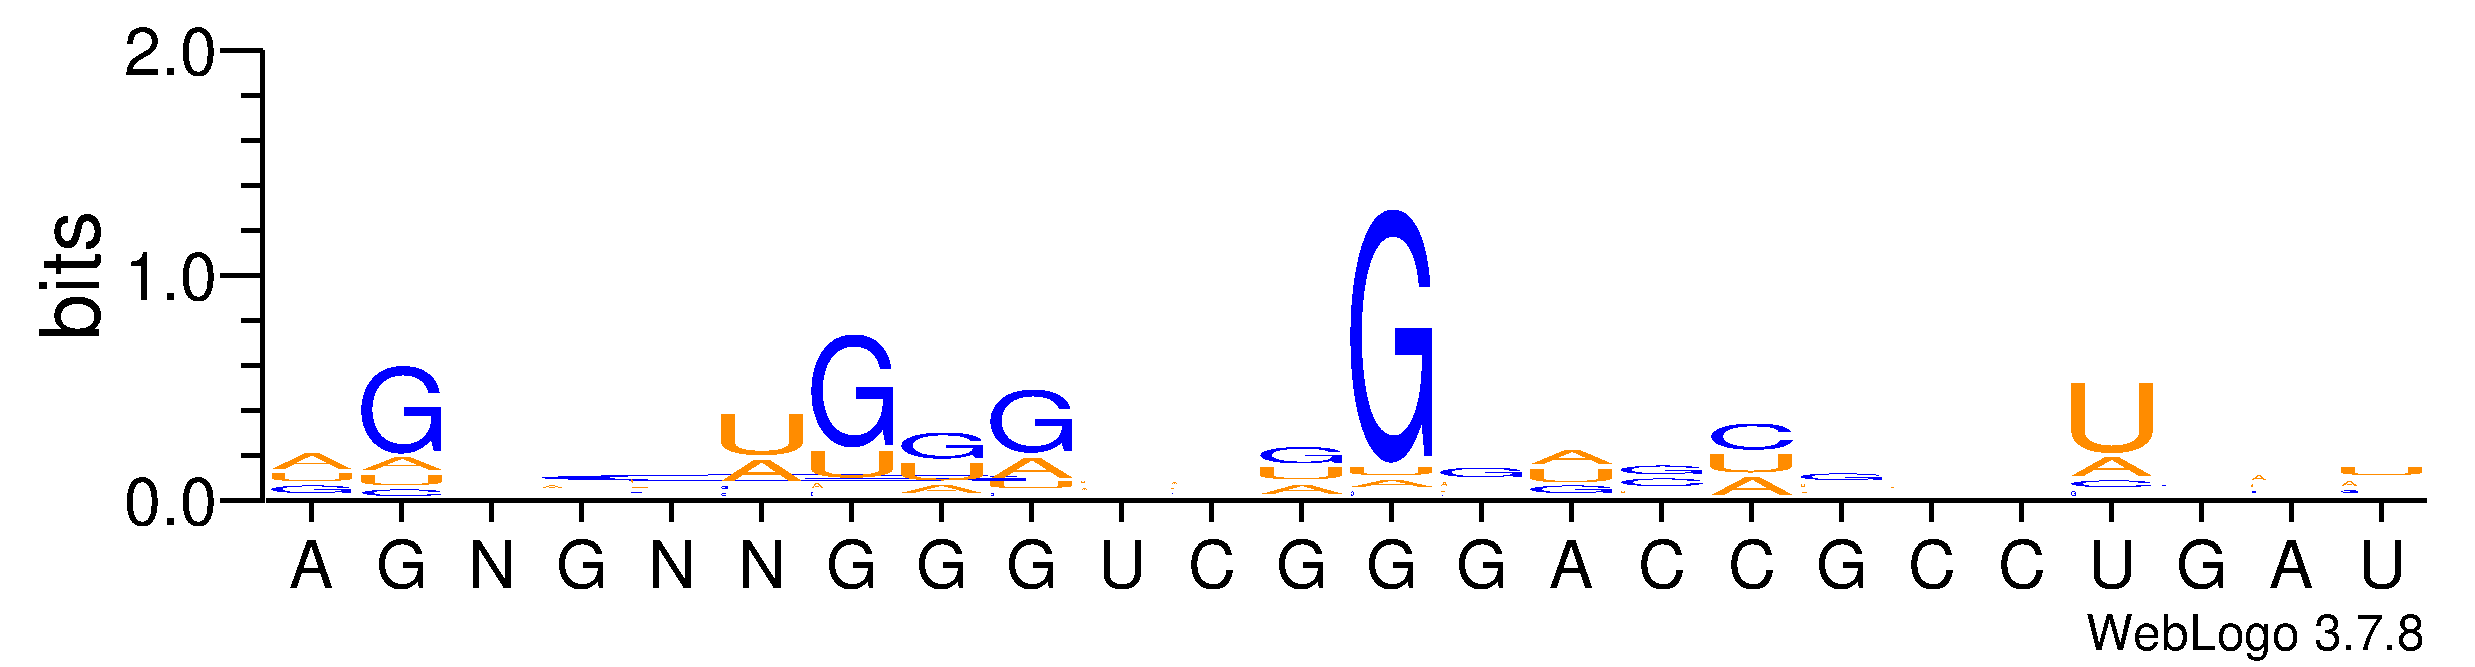 2.0
bits
1.0
0.0
A G N G N N G G G U C G G G A C C G C C U G A U
WebLogo 3.7.8